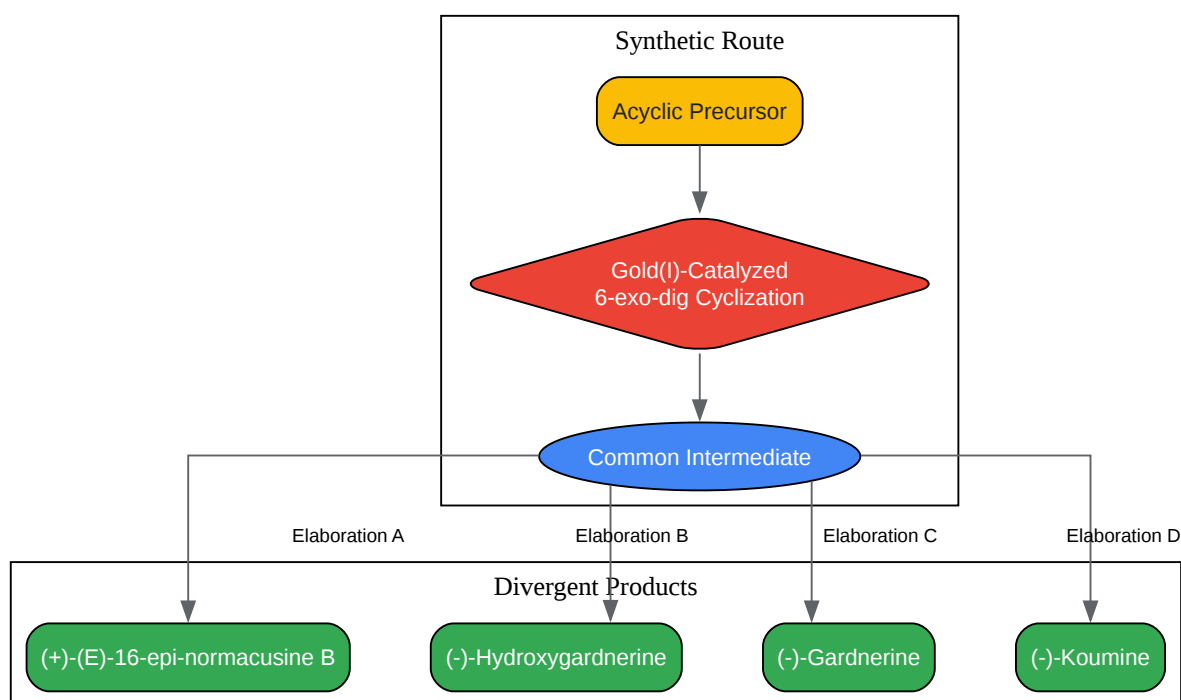 Synthetic Route
Acyclic Precursor
Gold(I)-Catalyzed
6-exo-dig Cyclization
Common Intermediate
Elaboration A
Elaboration B
Elaboration C
Elaboration D
Divergent Products
(+)-(E)-16-epi-normacusine B
(-)-Hydroxygardnerine
(-)-Gardnerine
(-)-Koumine